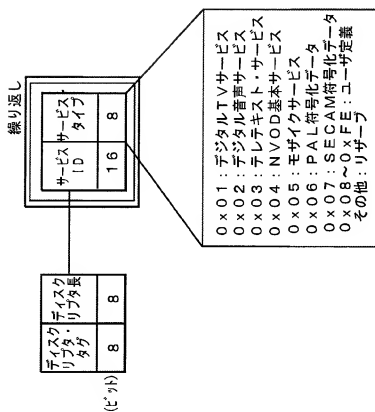 繰り返し
ディスク
リプタ・
タグ
ディスク
リプタ長
サービス
ID
サービス・
タイプ
(ビット)
8
8
16
8
0x01:デジタルTVサービス
0x02:デジタル音声サービス
0x03:テレテキスト・サービス
0x04:NVOD基本サービス
0x05:モザイクサービス
0x06:PAL符号化データ
0x07:SECAM符号化データ
0x08~0xFE:ユーザ定義
その他:リザーブ